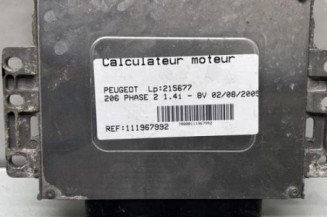 Calculateur moteur
PEUGEOT Lp:215677
206 PHASE 2 1.4i - 8V 02/08/2005
REF:111967992